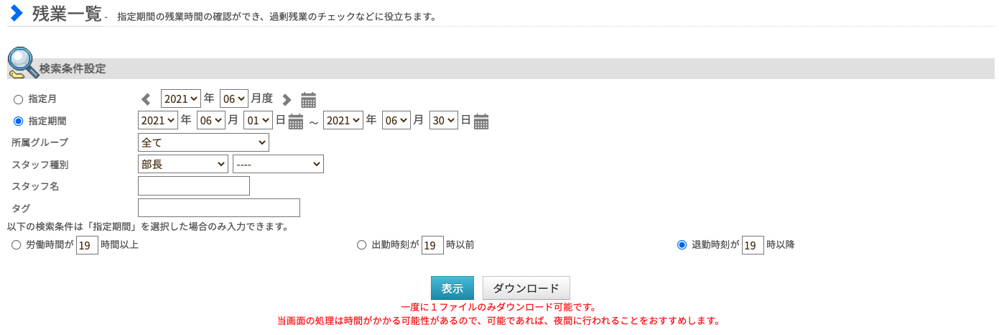 残業一覧 - 指定期間の残業時間の確認ができ、過剰残業のチェックなどに役立ちます。
検索条件設定
指定月 2021 年 06 月度
指定期間 2021 年 06 月 01 日 ～ 2021 年 06 月 30 日
所属グループ 全て
スタッフ種別 部長 ----
スタッフ名
タグ
以下の検索条件は「指定期間」を選択した場合のみ入力できます。
労働時間が 19 時間以上 出勤時刻が 19 時以前 退勤時刻が 19 時以降
表示 ダウンロード
一度に１ファイルのみダウンロード可能です。
当画面の処理は時間がかかる可能性があるので、可能であれば、夜間に行われることをおすすめします。